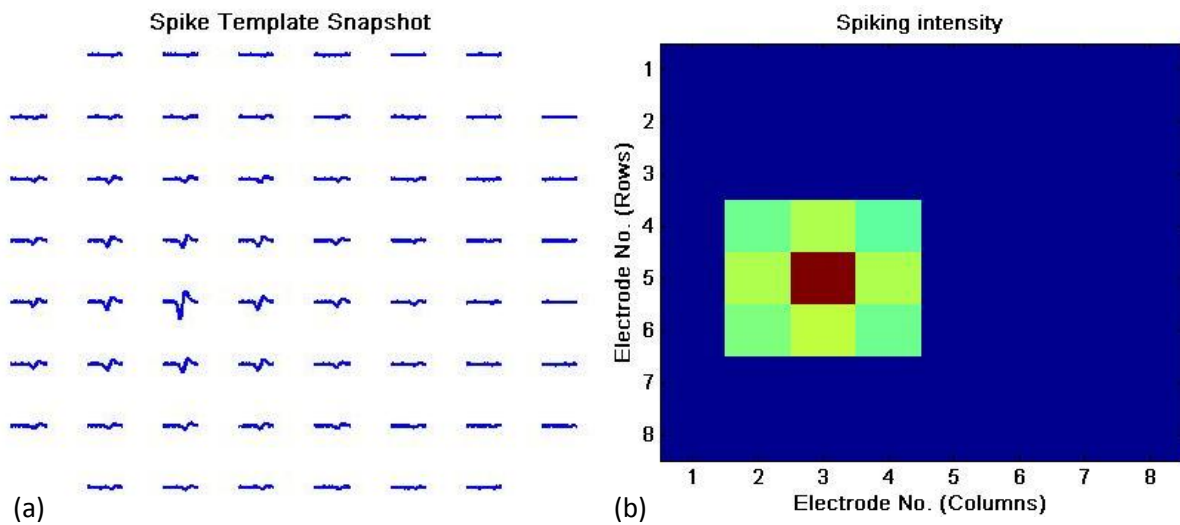 Spike Template Snapshot
(a)
Spiking intensity
Electrode No. (Rows)
1
2
3
4
5
6
7
8
1 2 3 4 5 6 7 8
Electrode No. (Columns)
(b)